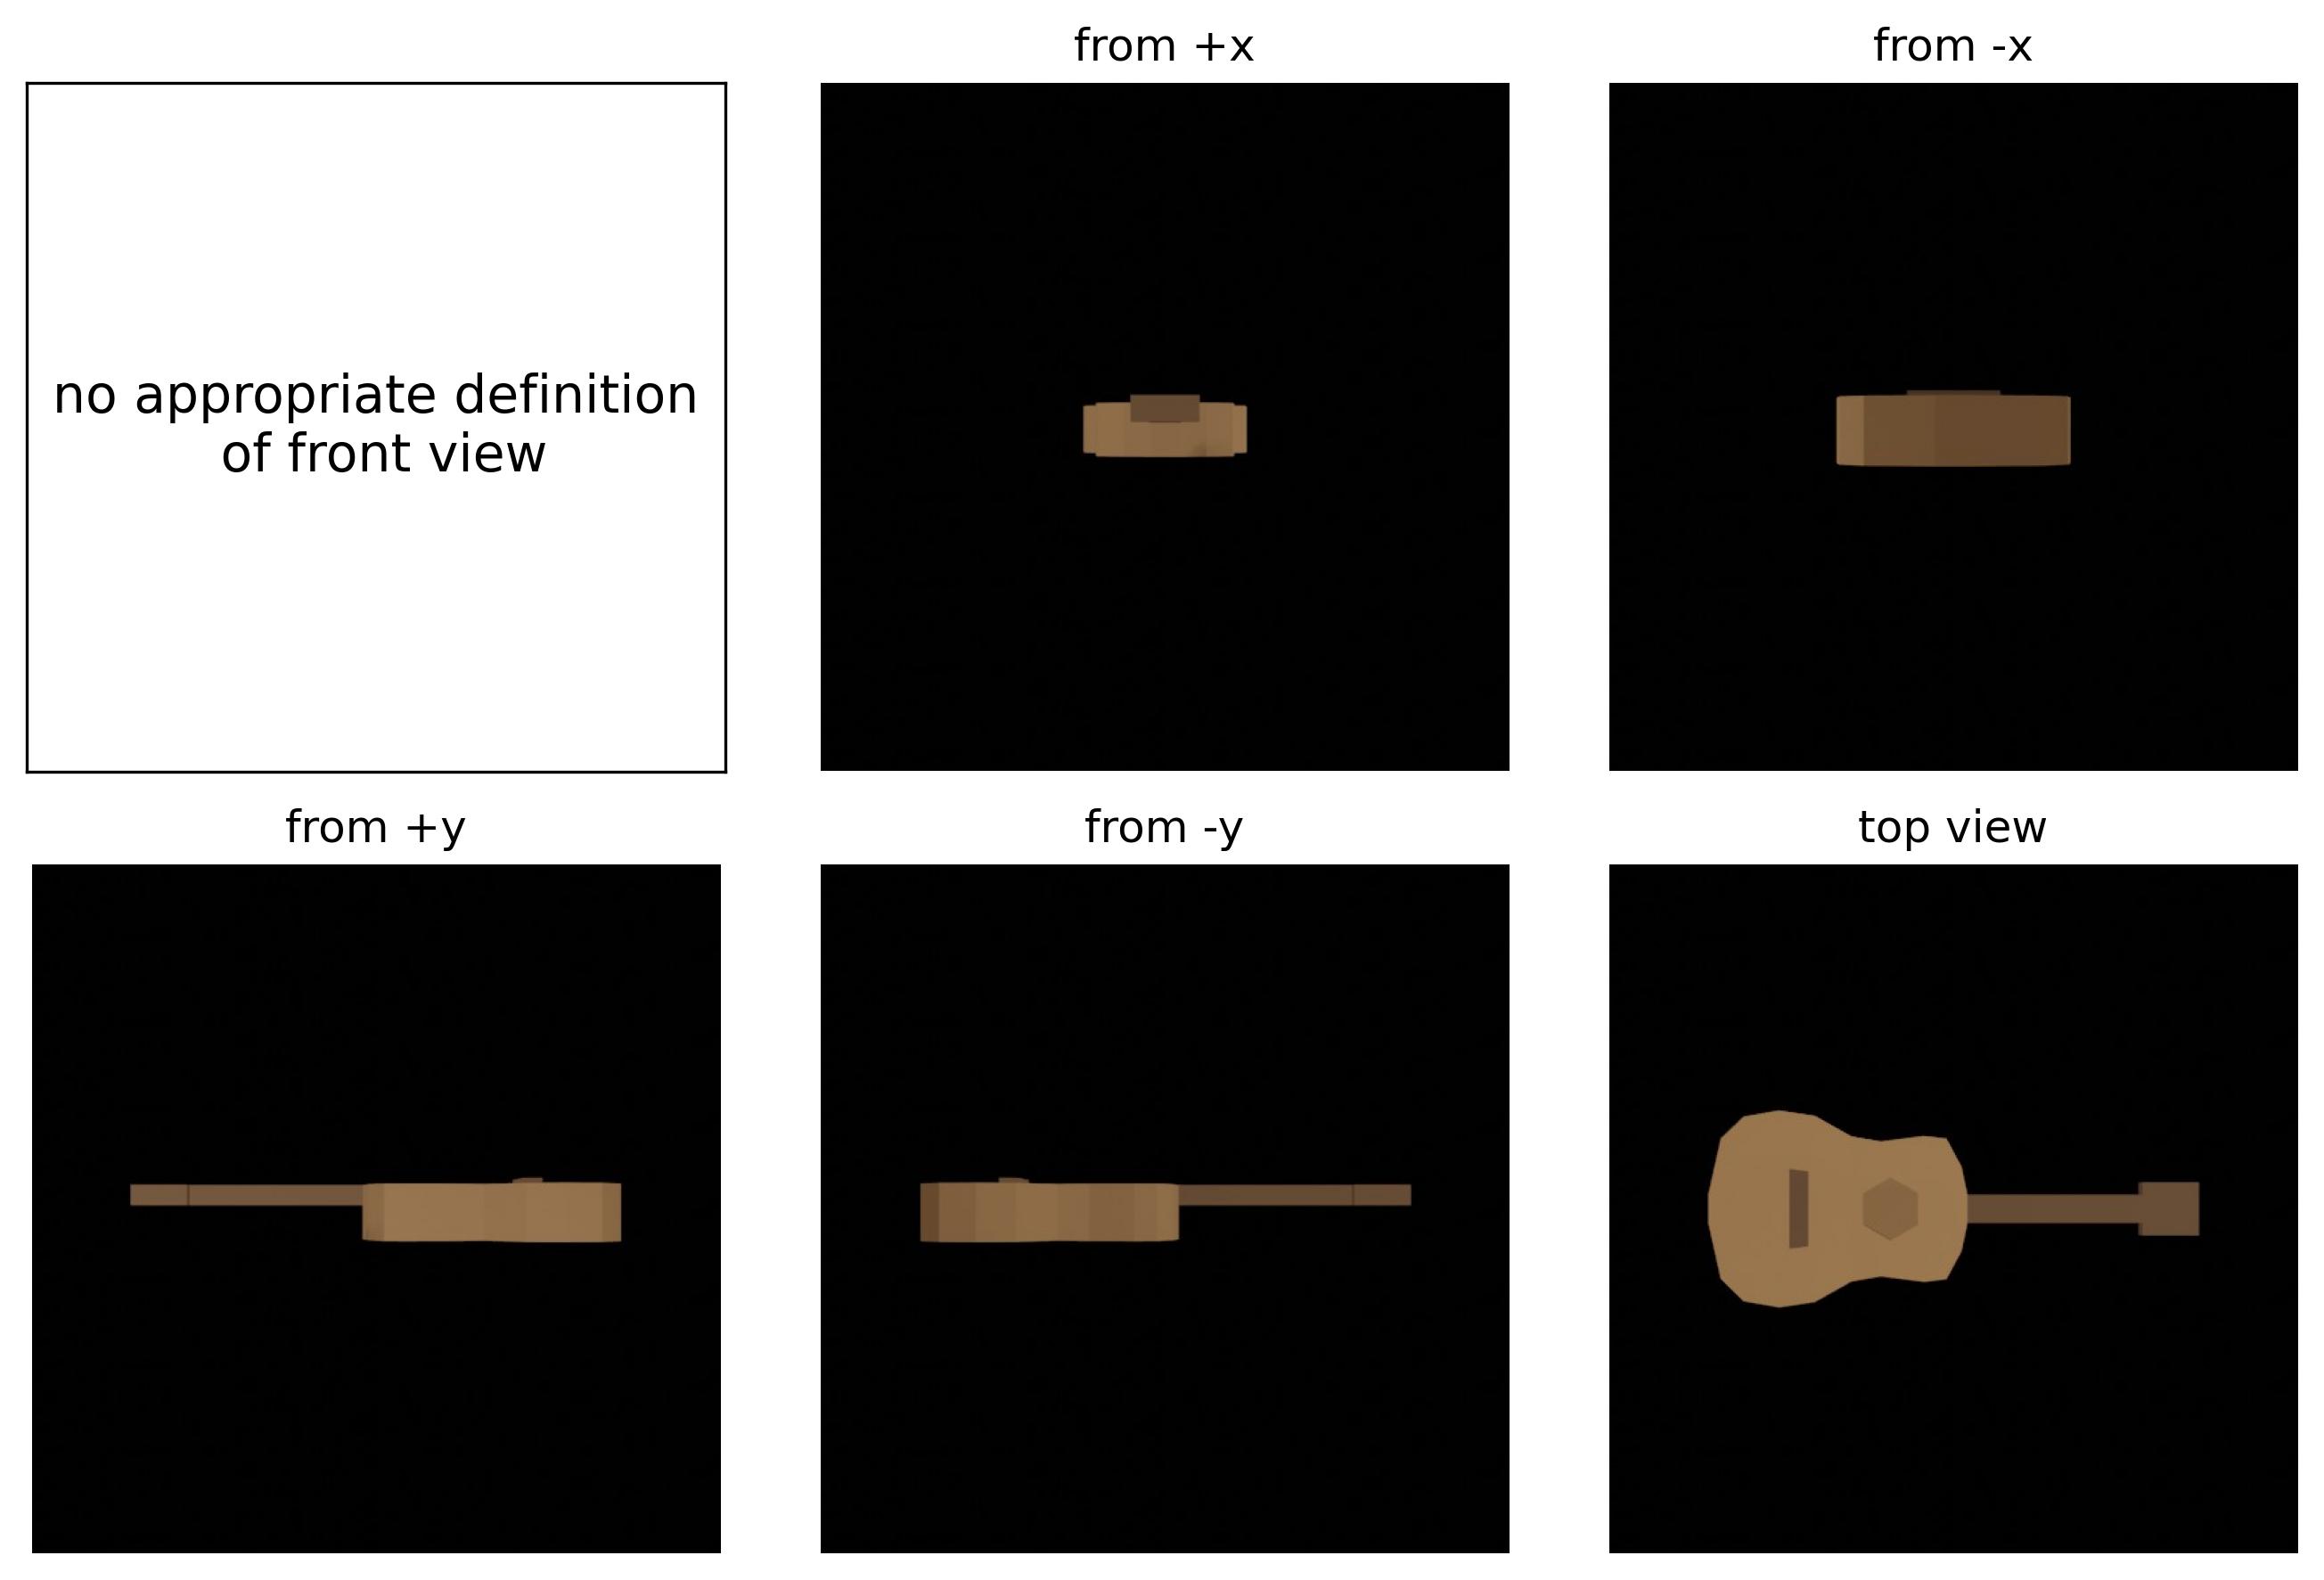 from +x
from -x
no appropriate definition
of front view
from +y
from -y
top view